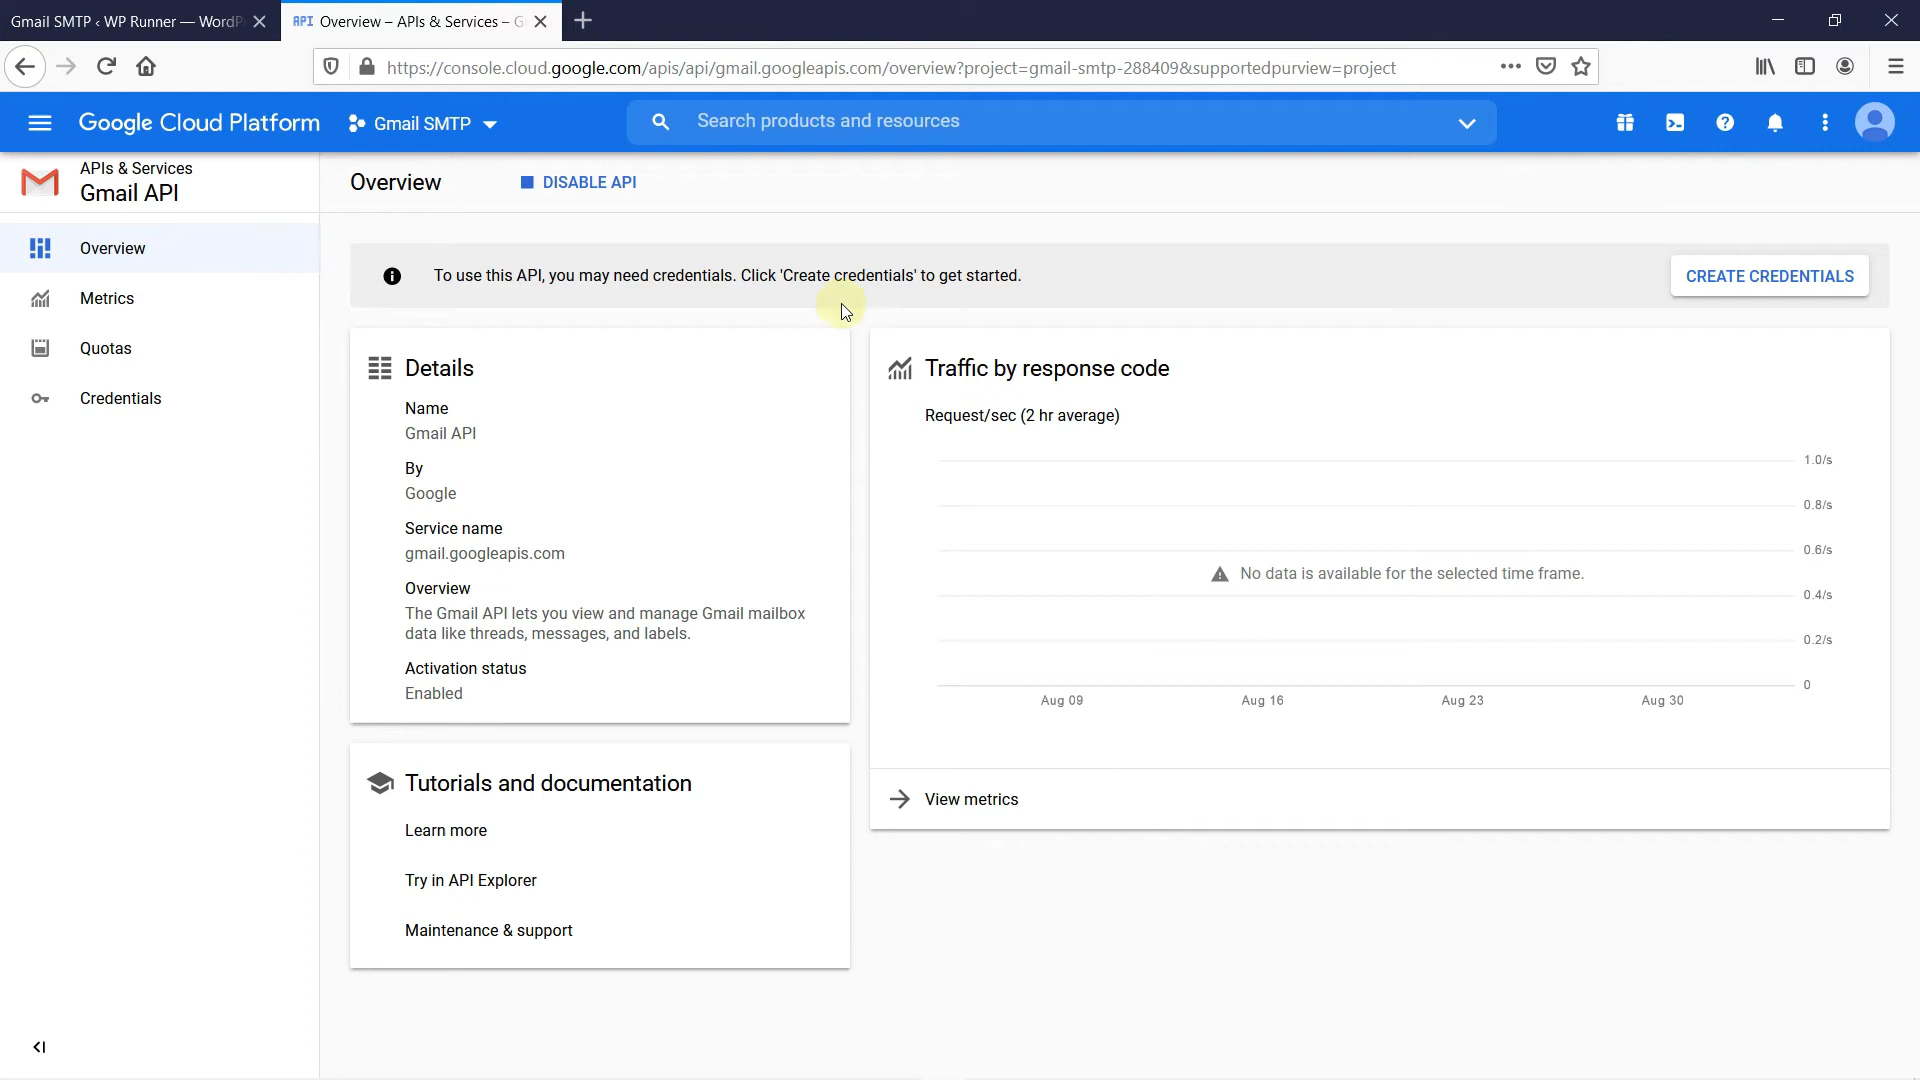 Gmail SMTP ‹ WP Runner — WordP
API Overview – APIs & Services – G
https://console.cloud.google.com/apis/api/gmail.googleapis.com/overview?project=gmail-smtp-288409&supportedpurview=project
Google Cloud Platform
Gmail SMTP
Search products and resources
APIs & Services
Gmail API
Overview
DISABLE API
Overview
Metrics
Quotas
Credentials
To use this API, you may need credentials. Click 'Create credentials' to get started.
CREATE CREDENTIALS
Details
Name
Gmail API
By
Google
Service name
gmail.googleapis.com
Overview
The Gmail API lets you view and manage Gmail mailbox
data like threads, messages, and labels.
Activation status
Enabled
Traffic by response code
Request/sec (2 hr average)
1.0/s
0.8/s
0.6/s
No data is available for the selected time frame.
0.4/s
0.2/s
0
Aug 09
Aug 16
Aug 23
Aug 30
View metrics
Tutorials and documentation
Learn more
Try in API Explorer
Maintenance & support